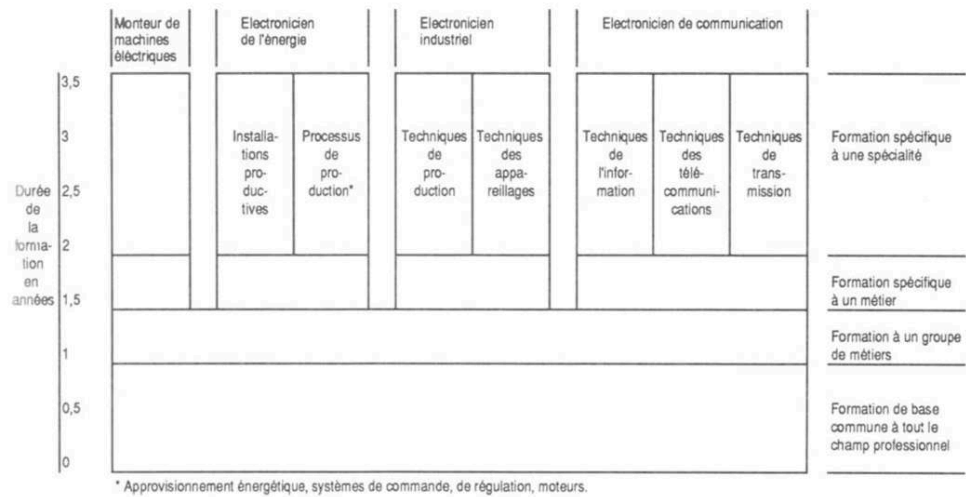 Monteur de
machines
éléctriques
Electronicien
de l'énergie
Electronicien
industriel
Electronicien de communication
Durée
de
la
forma-
tion
en
années
3,5
3
2,5
2
1,5
1
0,5
0
Installa-
tions
pro-
duc-
tives
Processus
de
pro-
duction*
Techniques
de
pro-
duction
Techniques
des
appa-
reillages
Techniques
de
l'infor-
mation
Techniques
des
télé-
communi-
cations
Techniques
de
trans-
mission
Formation spécifique
à une spécialité
Formation spécifique
à un métier
Formation à un groupe
de métiers
Formation de base
commune à tout le
champ professionnel
* Approvisionnement énergétique, systèmes de commande, de régulation, moteurs.